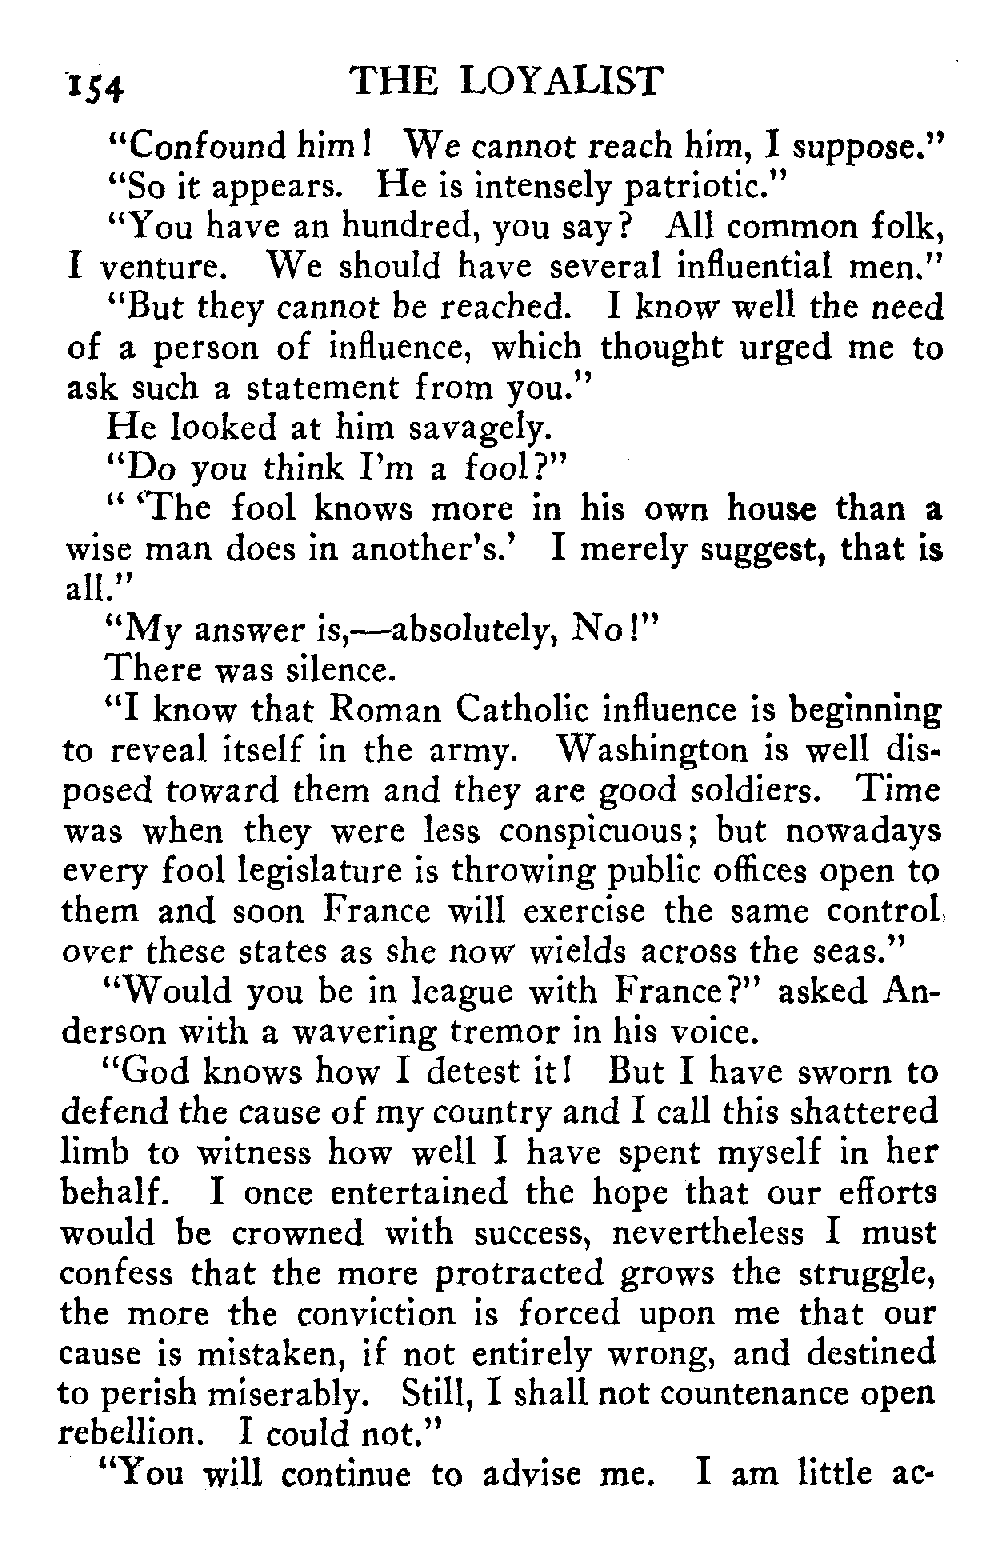 154 THE LOYALIST
"Confound him! We cannot reach him, I suppose."
"So it appears. He is intensely patriotic."
"You have an hundred, you say? All common folk,
I venture. We should have several influential men."
"But they cannot be reached. I know well the need
of a person of influence, which thought urged me to
ask such a statement from you."
He looked at him savagely.
"Do you think I'm a fool?"
" 'The fool knows more in his own house than a
wise man does in another's.' I merely suggest, that is
all."
"My answer is,—absolutely, No!"
There was silence.
"I know that Roman Catholic influence is beginning
to reveal itself in the army. Washington is well dis-
posed toward them and they are good soldiers. Time
was when they were less conspicuous; but nowadays
every fool legislature is throwing public offices open to
them and soon France will exercise the same control,
over these states as she now wields across the seas."
"Would you be in league with France?" asked An-
derson with a wavering tremor in his voice.
"God knows how I detest it! But I have sworn to
defend the cause of my country and I call this shattered
limb to witness how well I have spent myself in her
behalf. I once entertained the hope that our efforts
would be crowned with success, nevertheless I must
confess that the more protracted grows the struggle,
the more the conviction is forced upon me that our
cause is mistaken, if not entirely wrong, and destined
to perish miserably. Still, I shall not countenance open
rebellion. I could not."
"You will continue to advise me. I am little ac-